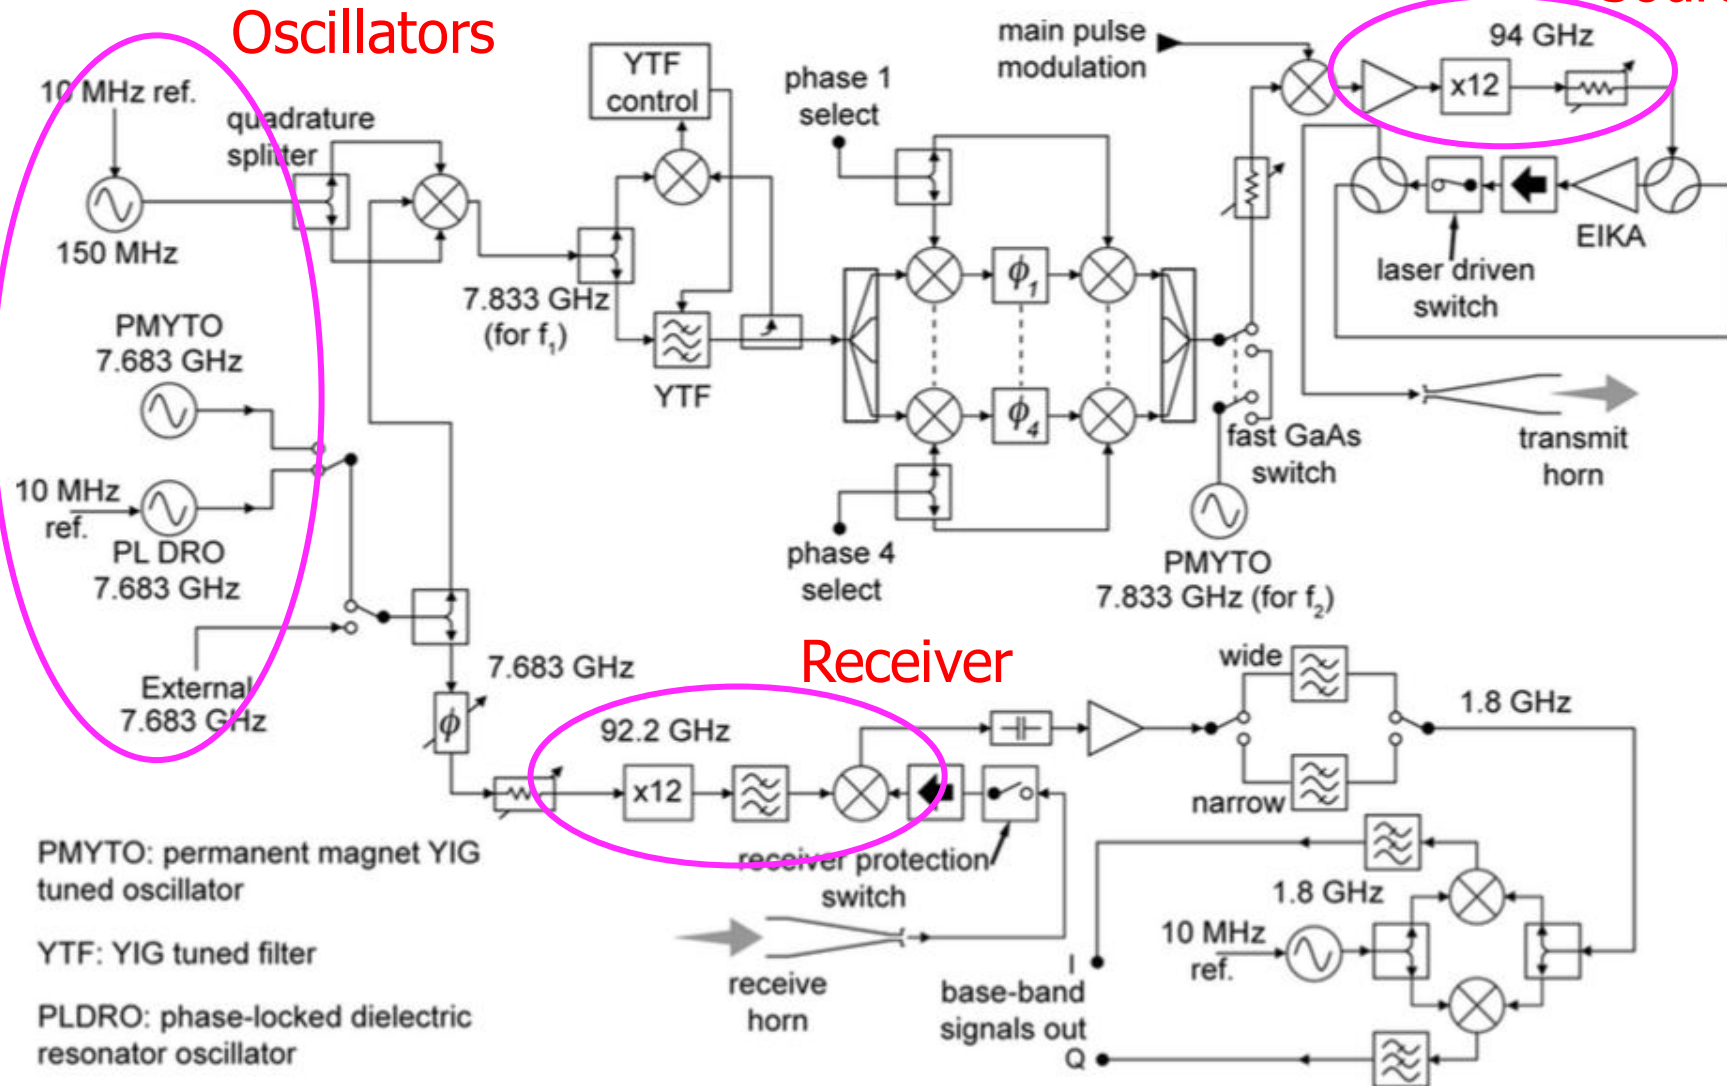 Oscillators
10 MHz ref.
quadrature
splitter
150 MHz
PMYTO
7.683 GHz
10 MHz
ref.
PL DRO
7.683 GHz
External
7.683 GHz
YTF
control
7.833 GHz
(for f1)
YTF
phase 1
select
ϕ1
ϕ4
phase 4
select
main pulse
modulation
94 GHz
x12
EIKA
laser driven
switch
fast GaAs
switch
transmit
horn
PMYTO
7.833 GHz (for f2)
7.683 GHz
ϕ
Receiver
92.2 GHz
x12
receiver protection
switch
receive
horn
wide
narrow
1.8 GHz
1.8 GHz
10 MHz
ref.
I
base-band
signals out
Q
PMYTO: permanent magnet YIG
tuned oscillator
YTF: YIG tuned filter
PLDRO: phase-locked dielectric
resonator oscillator